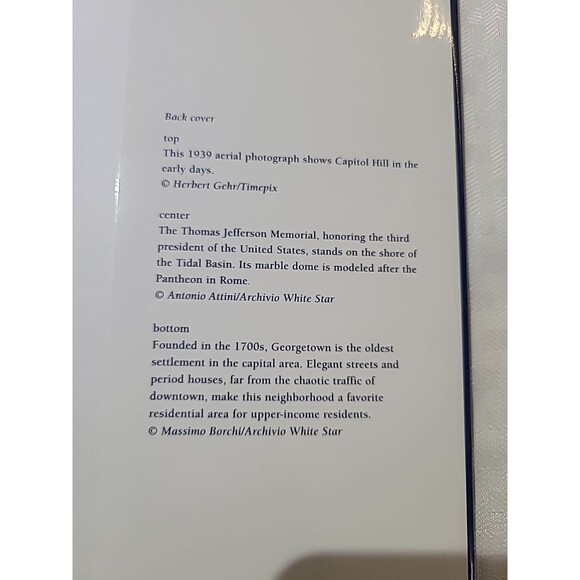 Back cover
top
This 1939 aerial photograph shows Capitol Hill in the
early days.
© Herbert Gehr/Timepix
center
The Thomas Jefferson Memorial, honoring the third
president of the United States, stands on the shore of
the Tidal Basin. Its marble dome is modeled after the
Pantheon in Rome.
© Antonio Attini/Archivio White Star
bottom
Founded in the 1700s, Georgetown is the oldest
settlement in the capital area. Elegant streets and
period houses, far from the chaotic traffic of
downtown, make this neighborhood a favorite
residential area for upper-income residents.
© Massimo Borchi/Archivio White Star